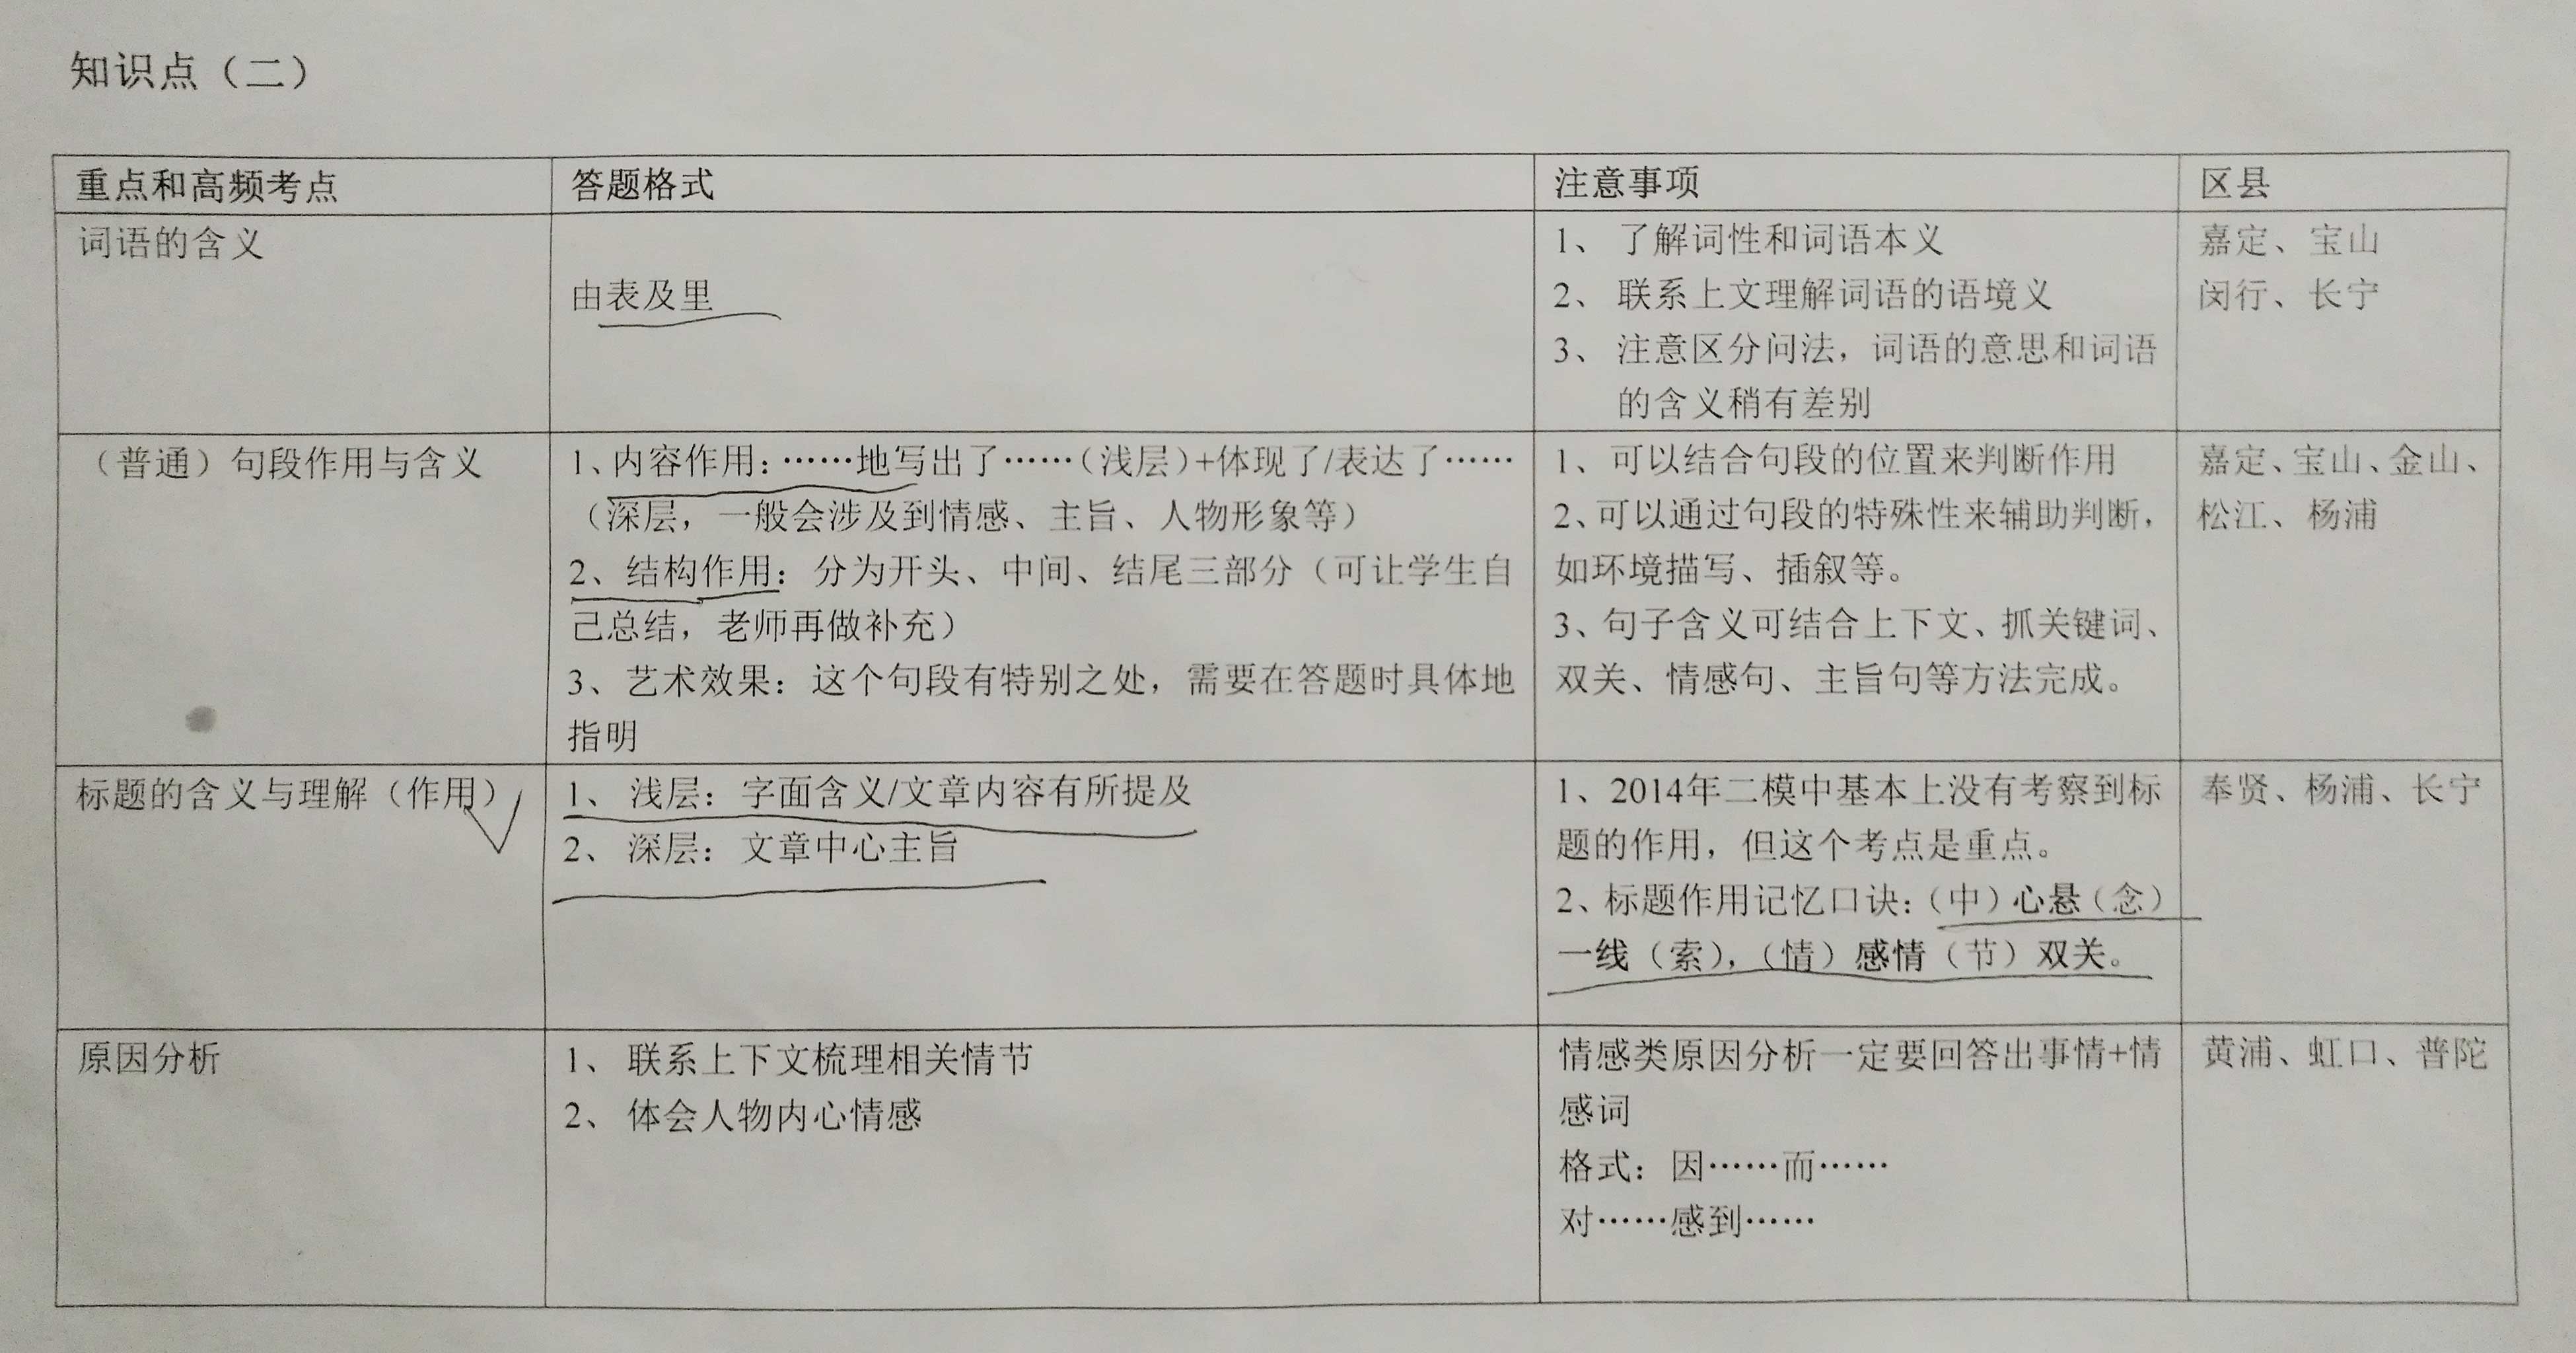 知识点（二）
重点和高频考点
答题格式
注意事项
区县
词语的含义
由表及里
1、 了解词性和词语本义
2、 联系上文理解词语的语境义
3、 注意区分问法，词语的意思和词语
的含义稍有差别
嘉定、宝山
闵行、长宁
（普通）句段作用与含义
1、内容作用：……地写出了……（浅层）+体现了/表达了……
（深层，一般会涉及到情感、主旨、人物形象等）
2、结构作用：分为开头、中间、结尾三部分（可让学生自
己总结，老师再做补充）
3、艺术效果：这个句段有特别之处，需要在答题时具体地
指明
1、可以结合句段的位置来判断作用
2、可以通过句段的特殊性来辅助判断，
如环境描写、插叙等。
3、句子含义可结合上下文、抓关键词、
双关、情感句、主旨句等方法完成。
嘉定、宝山、金山、
松江、杨浦
标题的含义与理解（作用）
1、 浅层：字面含义/文章内容有所提及
2、 深层：文章中心主旨
1、2014年二模中基本上没有考察到标
题的作用，但这个考点是重点。
2、标题作用记忆口诀：（中）心悬（念）
一线（索），（情）感情（节）双关。
奉贤、杨浦、长宁
原因分析
1、 联系上下文梳理相关情节
2、 体会人物内心情感
情感类原因分析一定要回答出事情+情
感词
格式：因……而……
对……感到……
黄浦、虹口、普陀